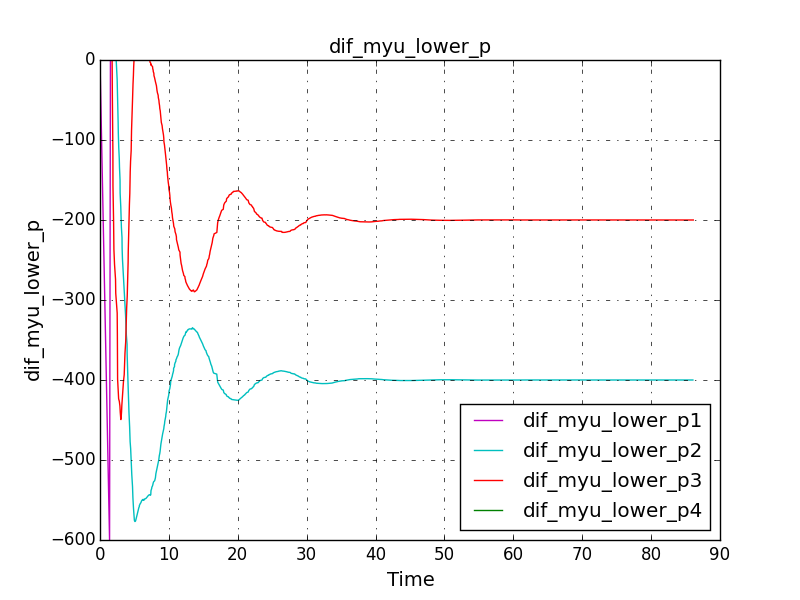 dif_myu_lower_p
0
−100
−200
−300
−400
−500
−600
dif_myu_lower_p
0 10 20 30 40 50 60 70 80 90
Time
dif_myu_lower_p1
dif_myu_lower_p2
dif_myu_lower_p3
dif_myu_lower_p4